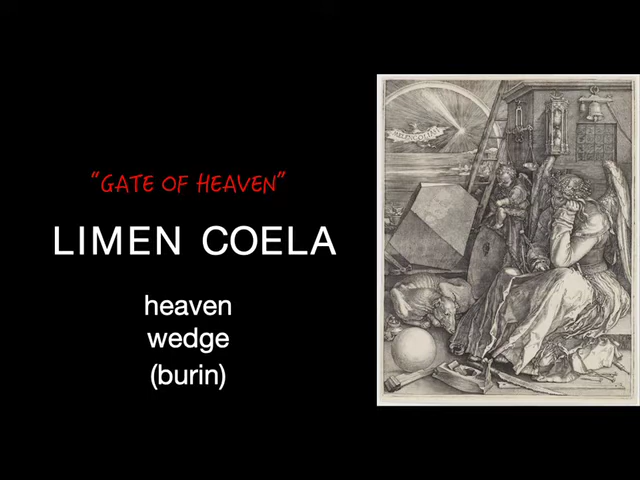 "GATE OF HEAVEN"
LIMEN COELA
heaven
wedge
(burin)